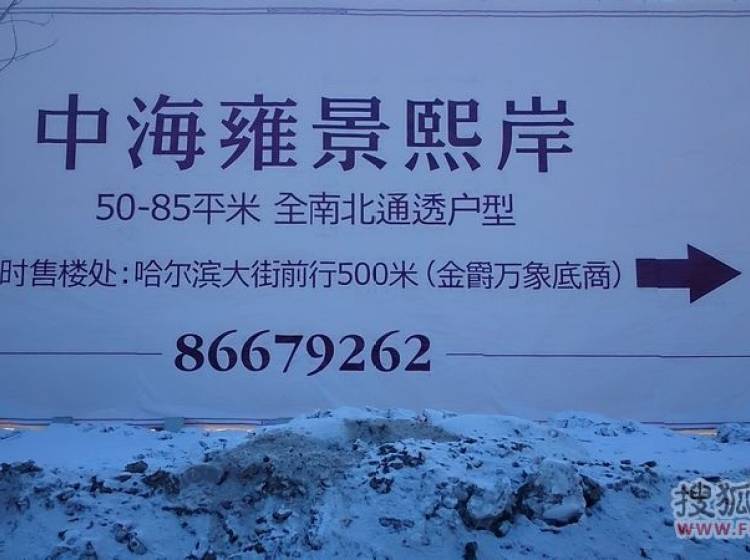 中海雍景熙岸
50-85平米 全南北通透户型
时售楼处:哈尔滨大街前行500米(金爵万象底商)
86679262
搜狐
www.F